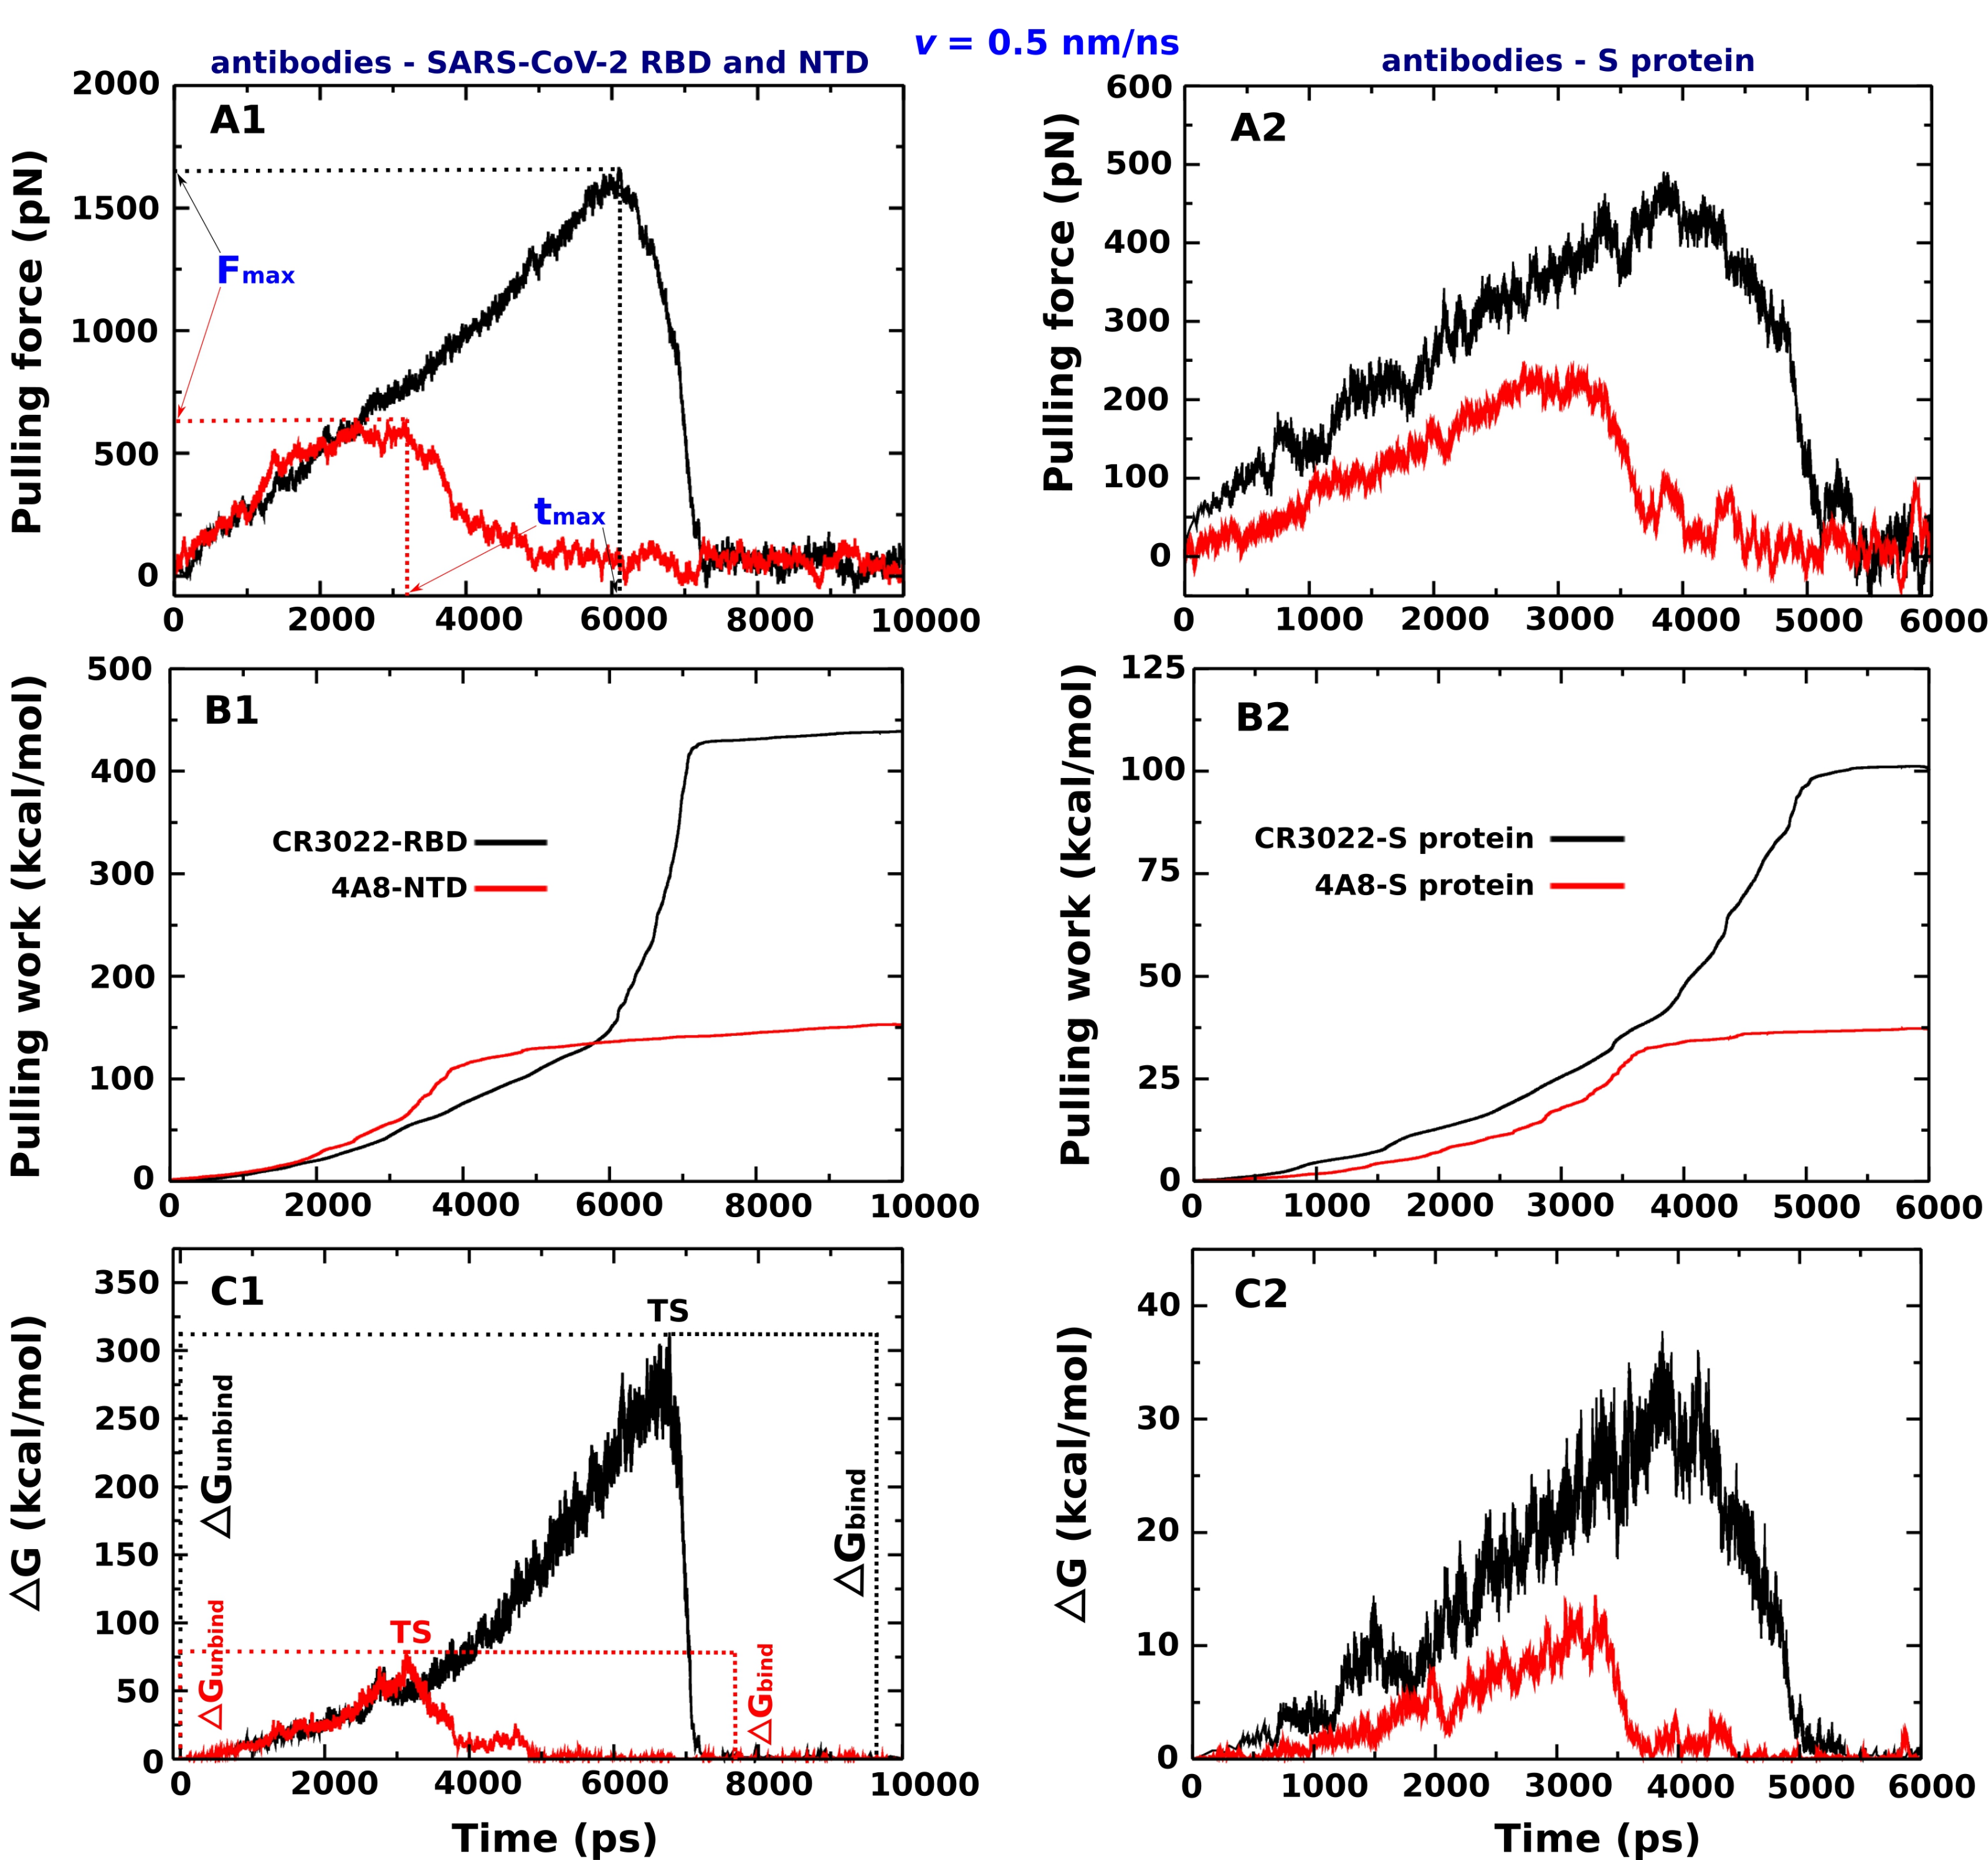 v = 0.5 nm/ns
antibodies - SARS-CoV-2 RBD and NTD
antibodies - S protein
A1
Pulling force (pN)
2000
1500
1000
500
0
Fmax
tmax
0 2000 4000 6000 8000 10000
A2
Pulling force (pN)
600
500
400
300
200
100
0
0 1000 2000 3000 4000 5000 6000
B1
Pulling work (kcal/mol)
500
400
300
200
100
0
CR3022-RBD
4A8-NTD
0 2000 4000 6000 8000 10000
B2
Pulling work (kcal/mol)
125
100
75
50
25
0
CR3022-S protein
4A8-S protein
0 1000 2000 3000 4000 5000 6000
C1
△G (kcal/mol)
350
300
250
200
150
100
50
0
TS
△Gunbind
△Gbind
TS
△Gunbind
△Gbind
0 2000 4000 6000 8000 10000
Time (ps)
C2
△G (kcal/mol)
40
30
20
10
0
0 1000 2000 3000 4000 5000 6000
Time (ps)